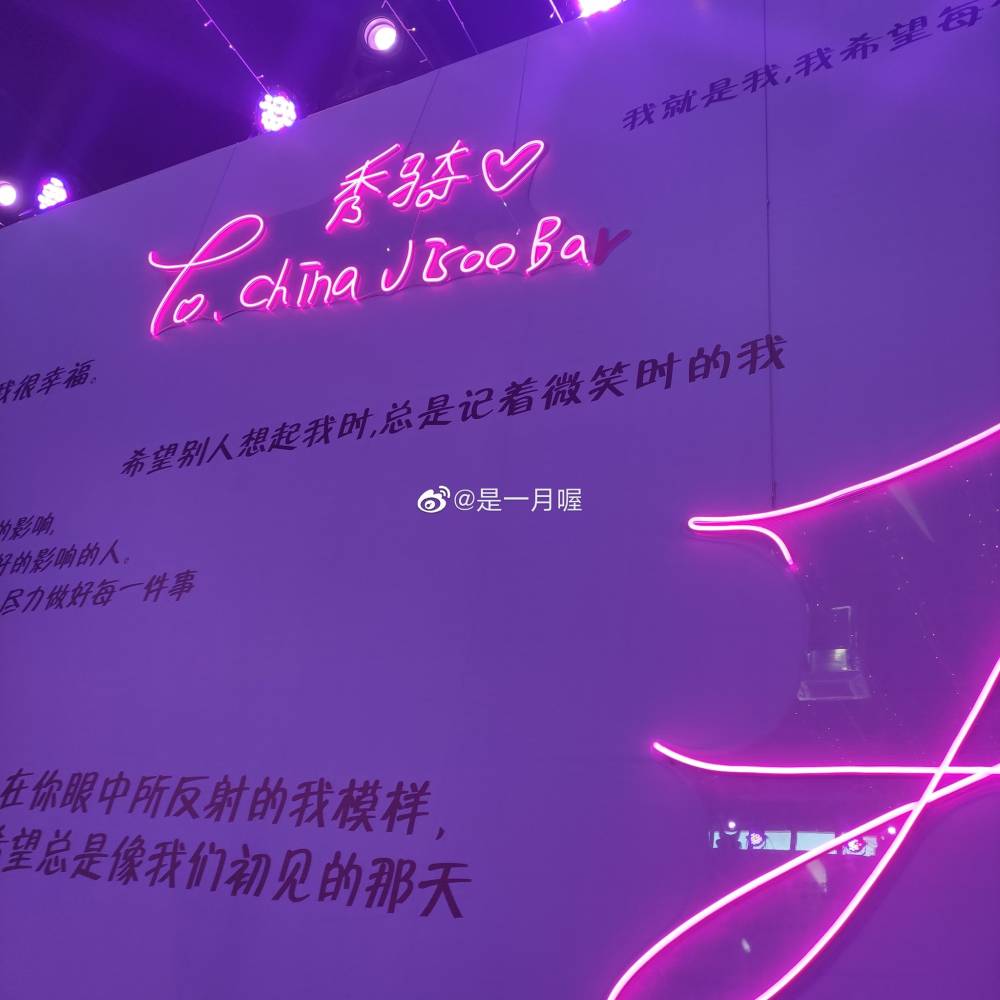 我就是我,我希望每
秀骑♡
To. china JISOO Bar
我很幸福。
希望别人想起我时,总是记着微笑时的我
@是一月喔
的影响,
好的影响的人。
尽力做好每一件事
在你眼中所反射的我模样,
希望总是像我们初见的那天